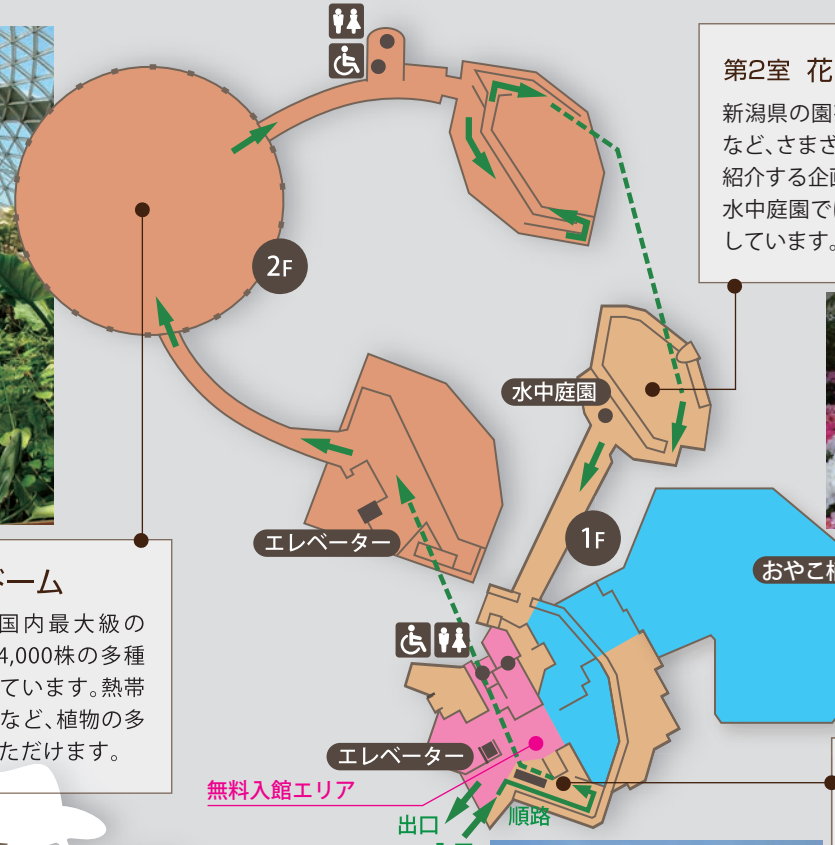 第2室 花
新潟県の園
など、さまざ
紹介する企画
水中庭園では
しています。
2F
水中庭園
1F
エレベーター
おやこ
ドーム
国内最大級の
4,000株の多種
ています。熱帯
など、植物の多
ただけます。
エレベーター
無料入館エリア
出口
順路